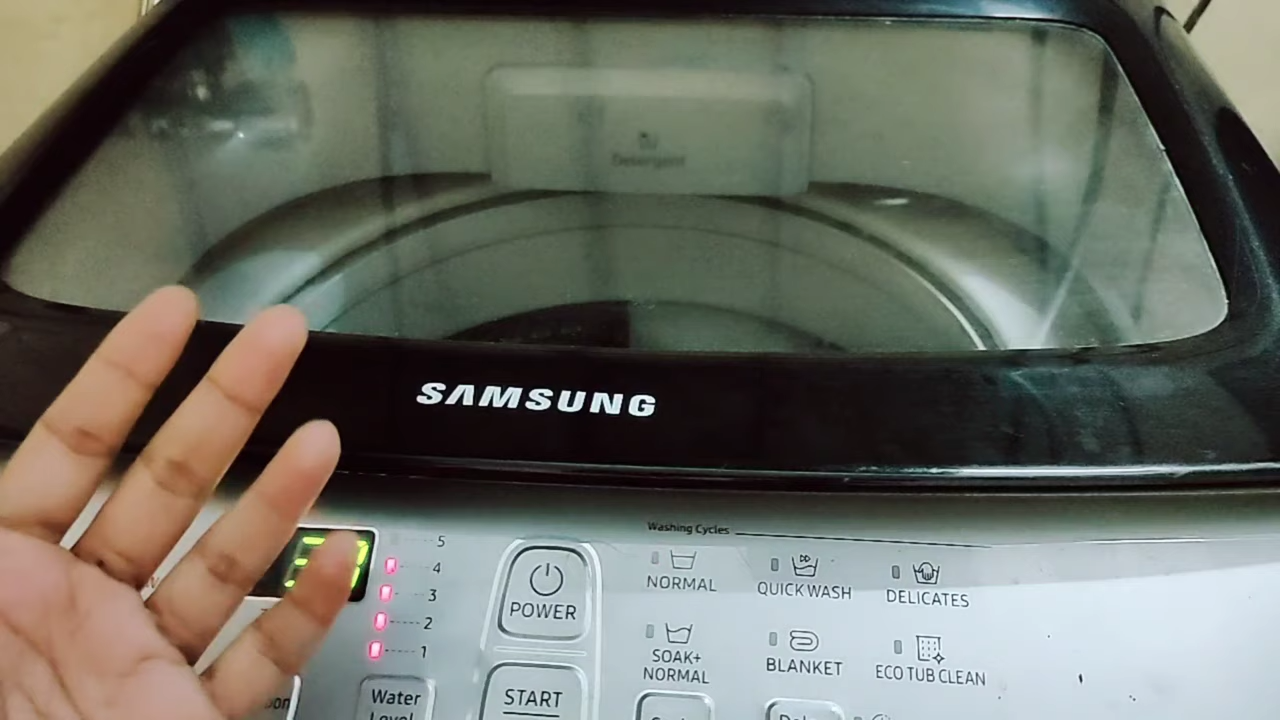 Detergent
SAMSUNG
Washing Cycles
5
4
3
2
1
POWER
NORMAL
QUICK WASH
DELICATES
SOAK+
NORMAL
BLANKET
ECO TUB CLEAN
START
Water
Level